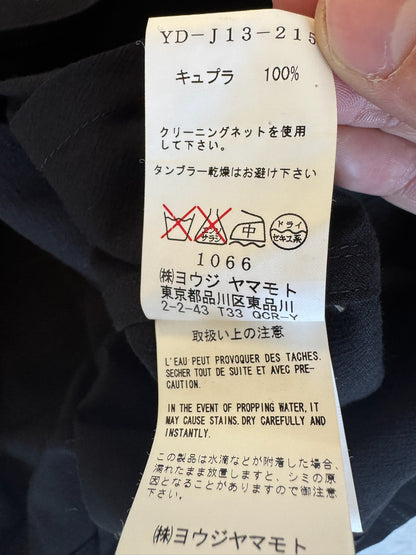 YD-J13-215
キュプラ 100%
クリーニングネットを使用
して下さい。
タンブラー乾燥はお避け下さい
エンソ
サラシ
中
ドライ
セキユ系
1066
(株)ヨウジ ヤマモト
東京都品川区東品川
2-2-43 T33 QCR-Y
取扱い上の注意
L'EAU PEUT PROVOQUER DES TACHES.
SECHER TOUT DE SUITE ET AVEC PRE-
CAUTION.
IN THE EVENT OF PROPPING WATER,IT
MAY CAUSE STAINS.DRY CAREFULLY AND
INSTANTLY.
この製品は水滴などが附着した場合、
濡れたまま放置しますと、シミの原
因となることがありますので御注意
下さい。
(株)ヨウジヤマモト